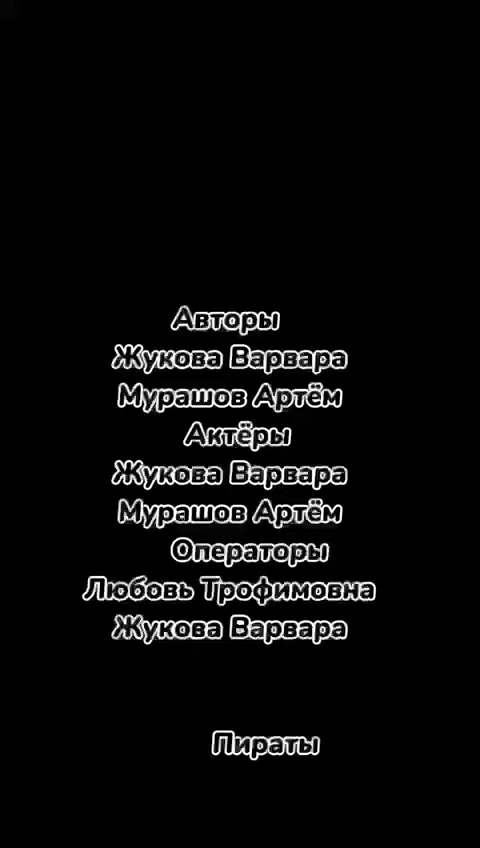 Авторы
Жукова Варвара
Мурашов Артём
Актёры
Жукова Варвара
Мурашов Артём
Операторы
Любовь Трофимовна
Жукова Варвара
Пираты